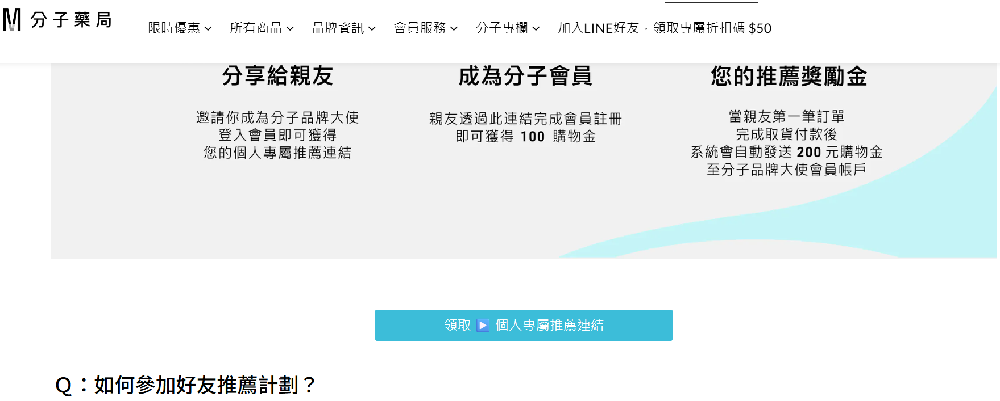 分子藥局
限時優惠
所有商品
品牌資訊
會員服務
分子專欄
加入LINE好友，領取專屬折扣碼 $50
分享給親友
邀請你成為分子品牌大使
登入會員即可獲得
您的個人專屬推薦連結
成為分子會員
親友透過此連結完成會員註冊
即可獲得 100 購物金
您的推薦獎勵金
當親友第一筆訂單
完成取貨付款後
系統會自動發送 200 元購物金
至分子品牌大使會員帳戶
領取 ▶️ 個人專屬推薦連結
Q：如何參加好友推薦計劃？